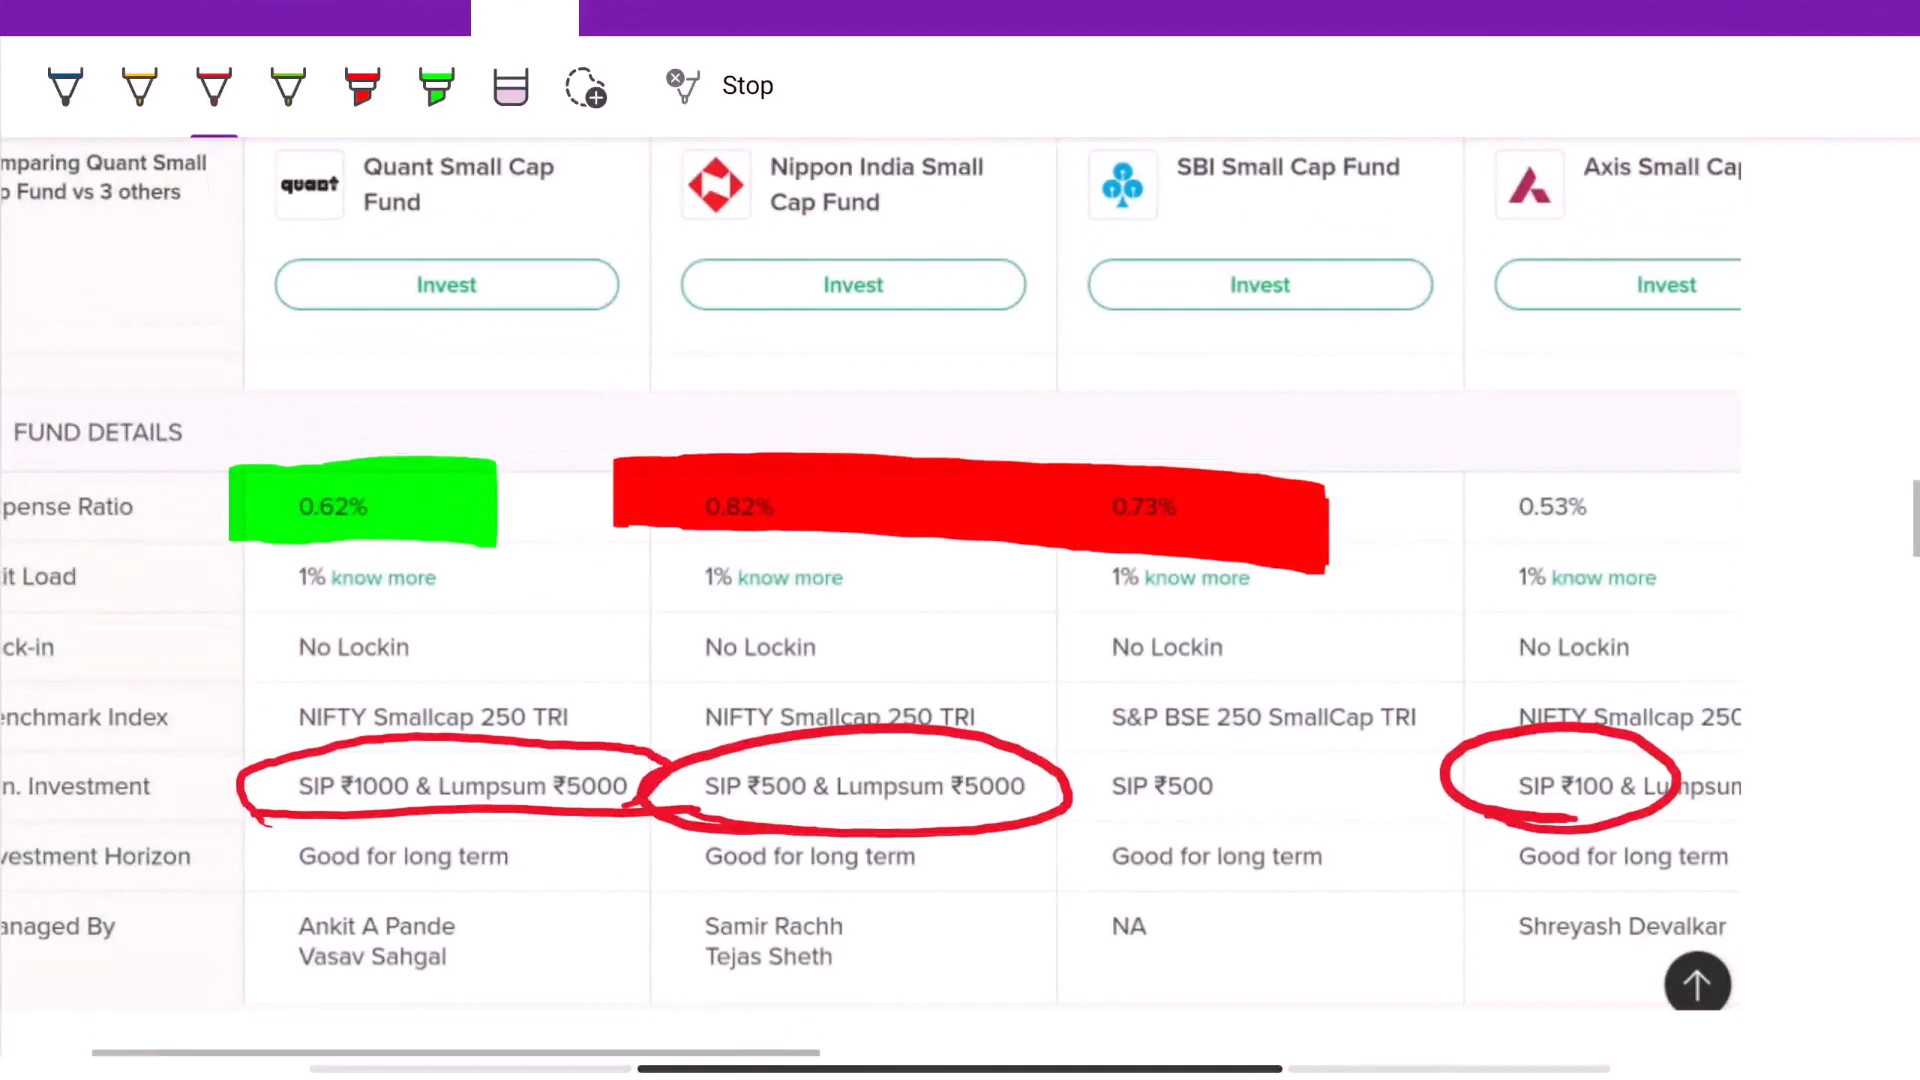 Stop
mparing Quant Small
p Fund vs 3 others
quant
Quant Small Cap
Fund
Nippon India Small
Cap Fund
SBI Small Cap Fund
Axis Small Cap
Invest
Invest
Invest
Invest
FUND DETAILS
pense Ratio
0.62%
0.82%
0.73%
0.53%
it Load
1% know more
1% know more
1% know more
1% know more
ck-in
No Lockin
No Lockin
No Lockin
No Lockin
enchmark Index
NIFTY Smallcap 250 TRI
NIFTY Smallcap 250 TRI
S&P BSE 250 SmallCap TRI
NIFTY Smallcap 250
n. Investment
SIP ₹1000 & Lumpsum ₹5000
SIP ₹500 & Lumpsum ₹5000
SIP ₹500
SIP ₹100 & Lumpsum
vestment Horizon
Good for long term
Good for long term
Good for long term
Good for long term
anaged By
Ankit A Pande
Vasav Sahgal
Samir Rachh
Tejas Sheth
NA
Shreyash Devalkar